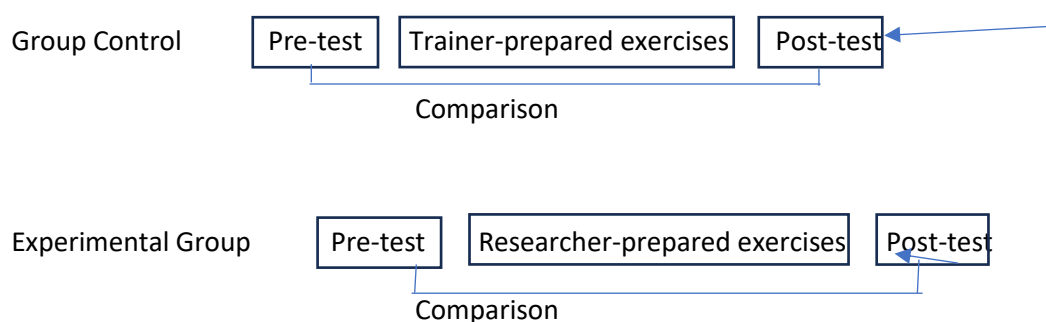 Group Control Pre-test Trainer-prepared exercises Post-test
Comparison
Experimental Group Pre-test Researcher-prepared exercises Post-test
Comparison